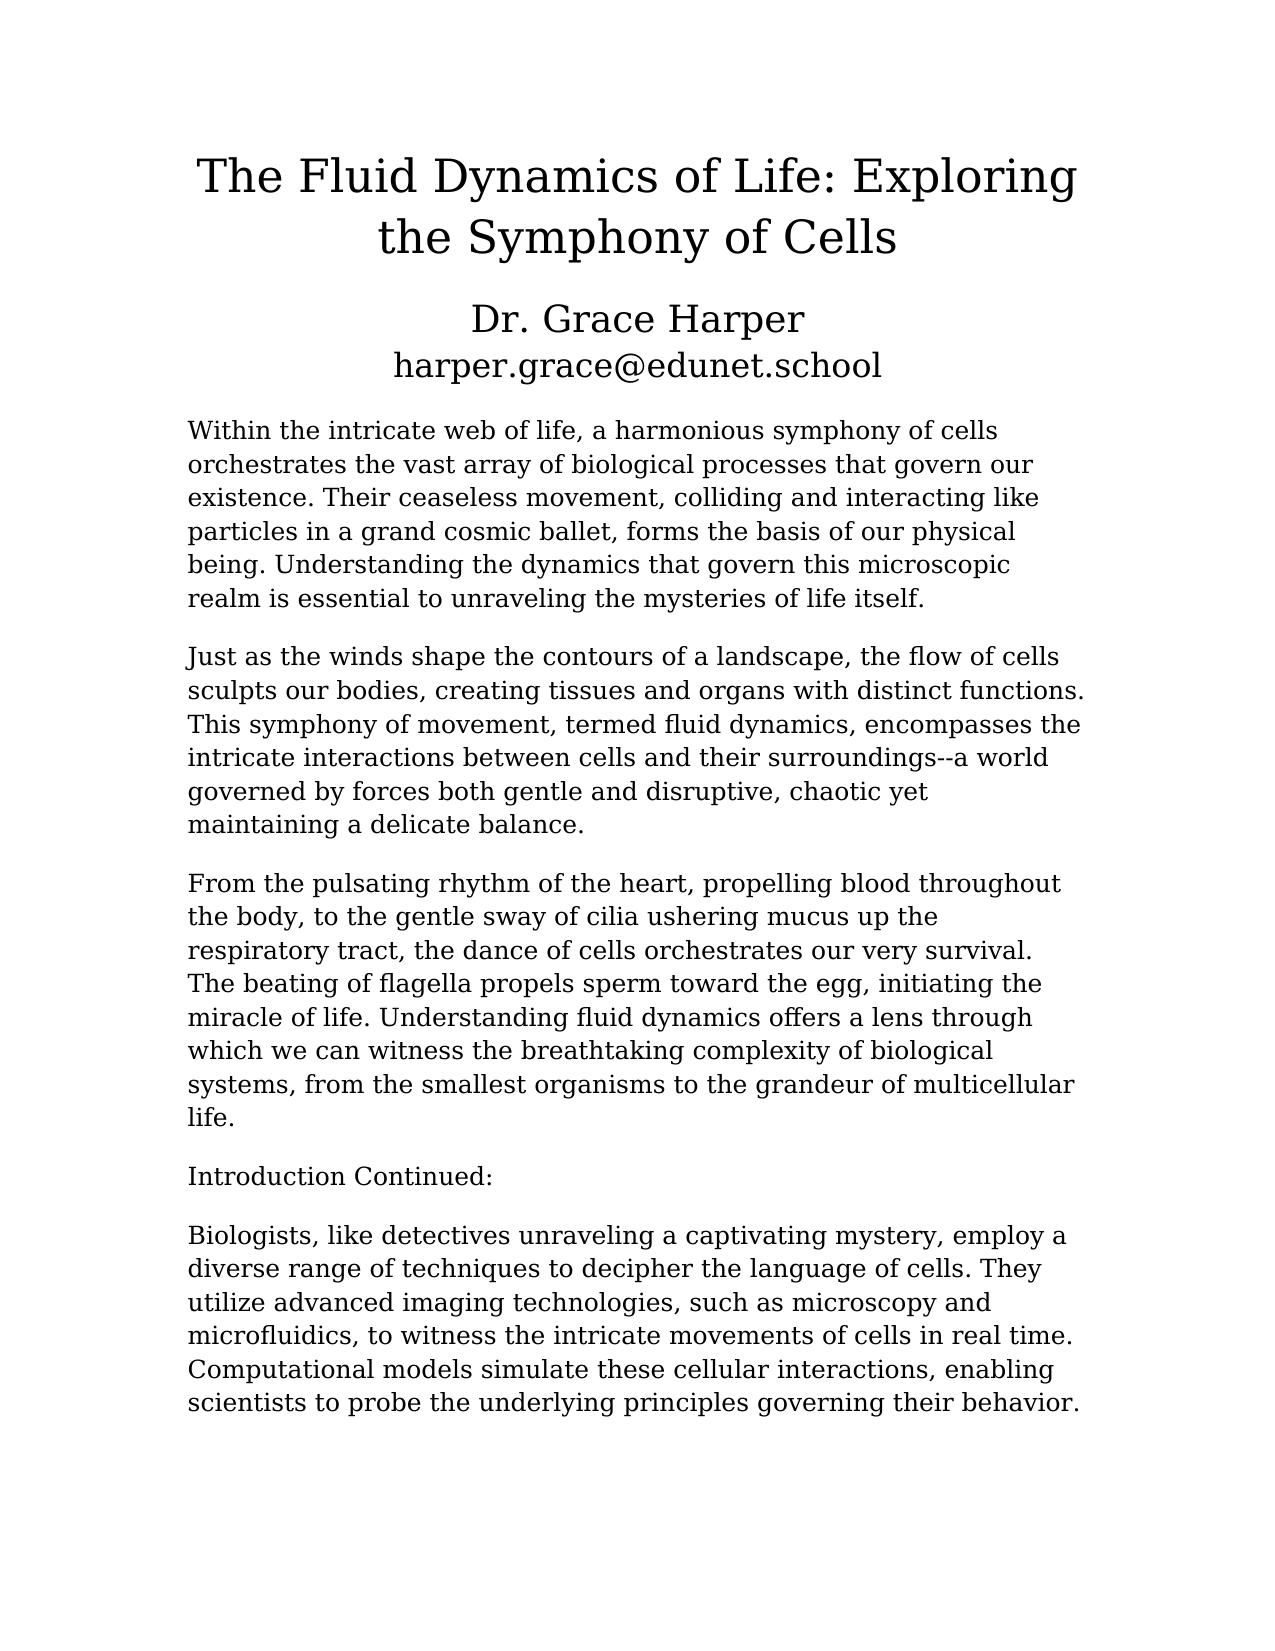 The Fluid Dynamics of Life: Exploring
the Symphony of Cells
Dr. Grace Harper
harper.grace@edunet.school
Within the intricate web of life, a harmonious symphony of cells
orchestrates the vast array of biological processes that govern our
existence. Their ceaseless movement, colliding and interacting like
particles in a grand cosmic ballet, forms the basis of our physical
being. Understanding the dynamics that govern this microscopic
realm is essential to unraveling the mysteries of life itself.
Just as the winds shape the contours of a landscape, the flow of cells
sculpts our bodies, creating tissues and organs with distinct functions.
This symphony of movement, termed fluid dynamics, encompasses the
intricate interactions between cells and their surroundings--a world
governed by forces both gentle and disruptive, chaotic yet
maintaining a delicate balance.
From the pulsating rhythm of the heart, propelling blood throughout
the body, to the gentle sway of cilia ushering mucus up the
respiratory tract, the dance of cells orchestrates our very survival.
The beating of flagella propels sperm toward the egg, initiating the
miracle of life. Understanding fluid dynamics offers a lens through
which we can witness the breathtaking complexity of biological
systems, from the smallest organisms to the grandeur of multicellular
life.
Introduction Continued:
Biologists, like detectives unraveling a captivating mystery, employ a
diverse range of techniques to decipher the language of cells. They
utilize advanced imaging technologies, such as microscopy and
microfluidics, to witness the intricate movements of cells in real time.
Computational models simulate these cellular interactions, enabling
scientists to probe the underlying principles governing their behavior.